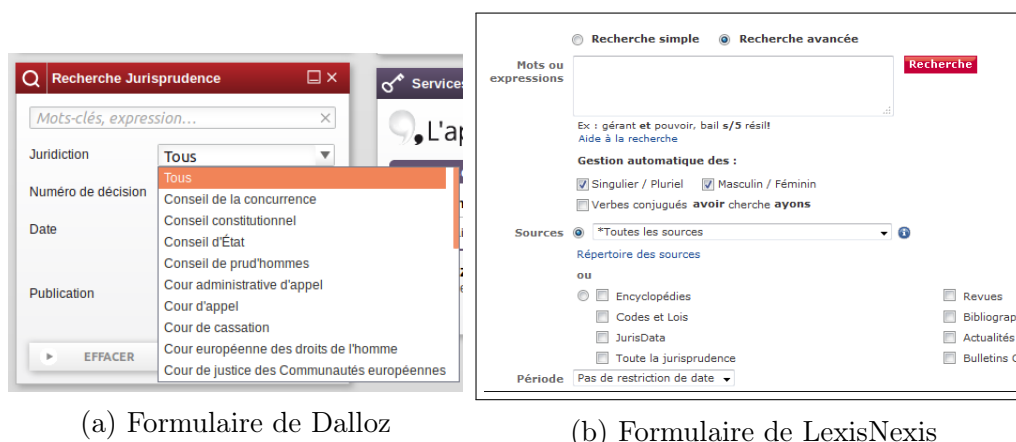 Recherche Jurisprudence
Services
Mots-clés, expression...
L'ap
Juridiction
Tous
Tous
Numéro de décision
Conseil de la concurrence
Conseil constitutionnel
Date
Conseil d'État
Conseil de prud'hommes
Cour administrative d'appel
Publication
Cour d'appel
Cour de cassation
EFFACER
Cour européenne des droits de l'homme
Cour de justice des Communautés européennes
(a) Formulaire de Dalloz
Recherche simple Recherche avancée
Mots ou
expressions
Recherche
Ex : gérant et pouvoir, bail s/5 résil!
Aide à la recherche
Gestion automatique des :
Singulier / Pluriel Masculin / Féminin
Verbes conjugués avoir cherche ayons
Sources *Toutes les sources
Répertoire des sources
ou
Encyclopédies Revues
Codes et Lois Bibliograp
JurisData Actualités
Toute la jurisprudence Bulletins
Période Pas de restriction de date
(b) Formulaire de LexisNexis